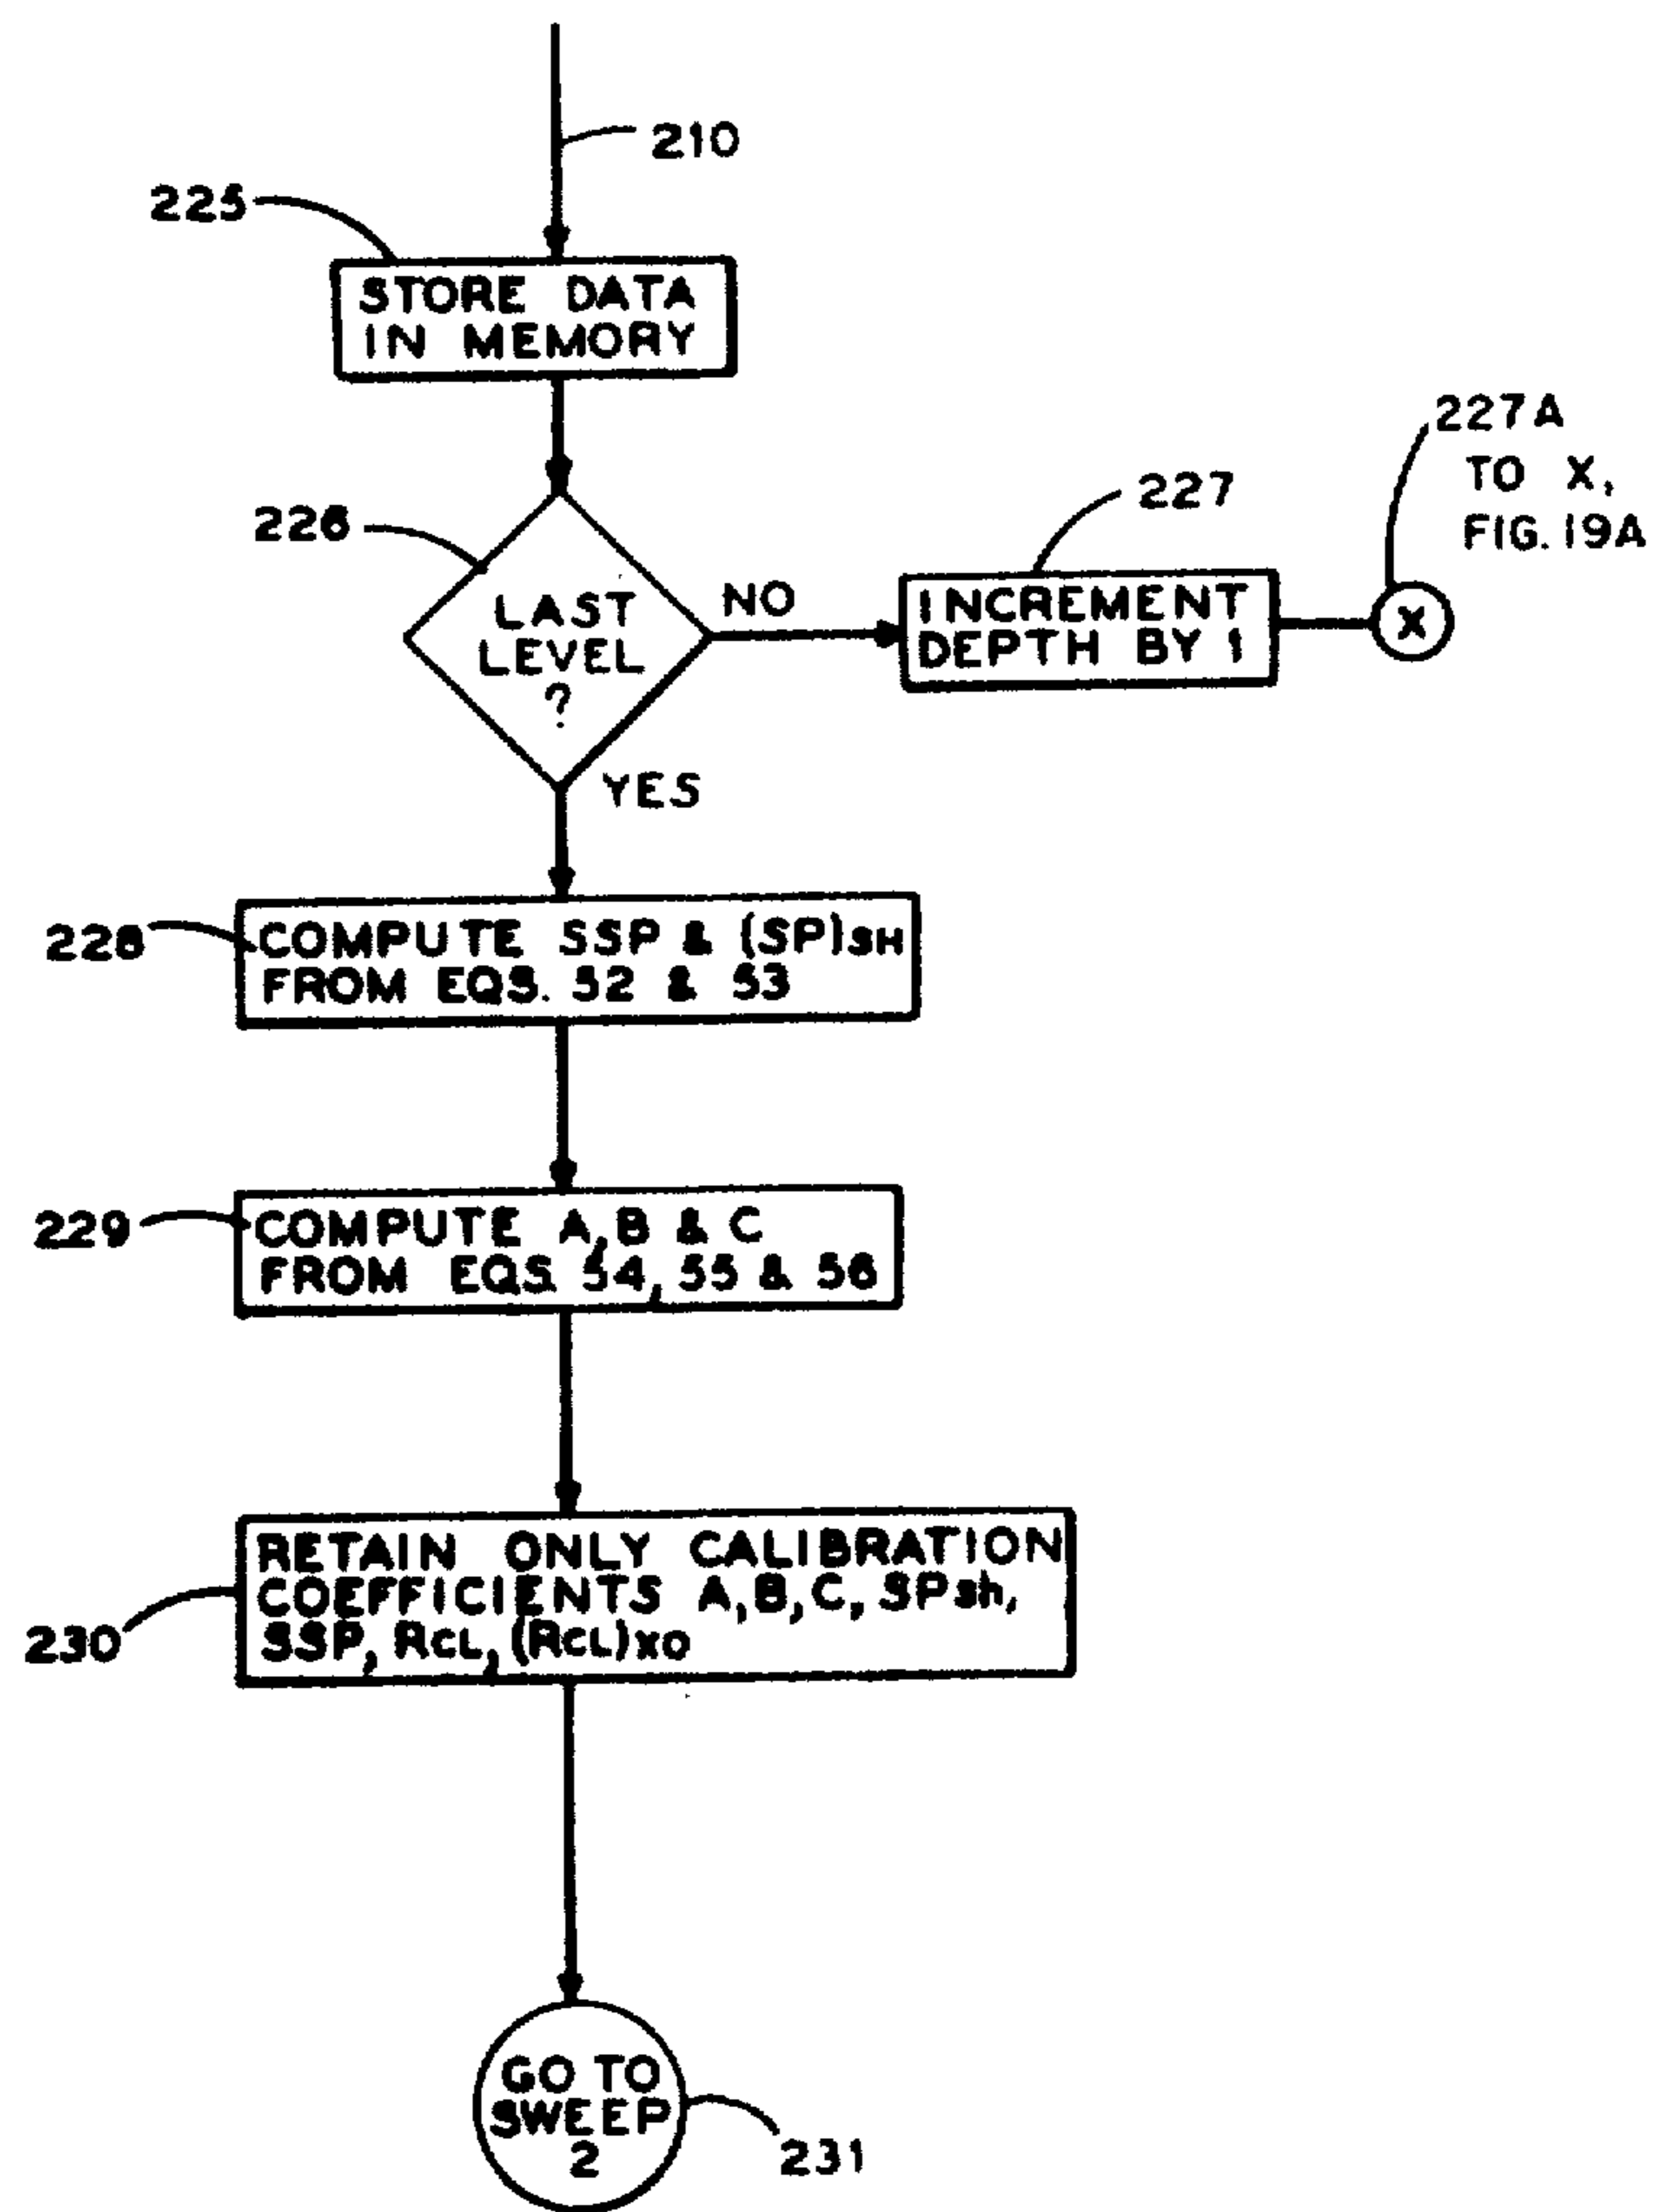 210
225
STORE DATA
IN MEMORY
227A
TO X,
FIG. 19A
227
226
LAST
LEVEL
?
NO
INCREMENT
DEPTH BY 1
X
YES
228
COMPUTE SSP & (SP)SH
FROM EQS. 52 & 53
229
COMPUTE A, B & C
FROM EQS 54, 55 & 56
230
RETAIN ONLY CALIBRATION
COEFFICIENTS A, B, C, SPsh,
SSP, RCL, (RCL)xo
GO TO
SWEEP
2
231